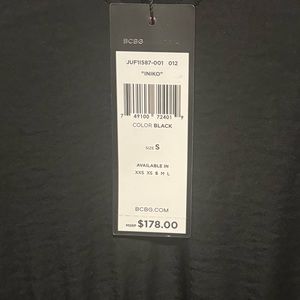 BCBG
JUF11587-001 012
"INIKO"
7 49100 72401 9
COLOR BLACK
SIZE S
AVAILABLE IN
XXS XS S M L
BCBG.COM
MSRP $178.00